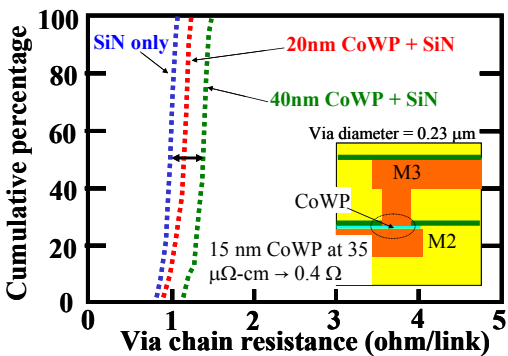 Cumulative percentage
100
80
60
40
20
0
SiN only
20nm CoWP + SiN
40nm CoWP + SiN
Via diameter = 0.23 μm
M3
CoWP
M2
15 nm CoWP at 35
μΩ-cm → 0.4 Ω
0 1 2 3 4 5
Via chain resistance (ohm/link)